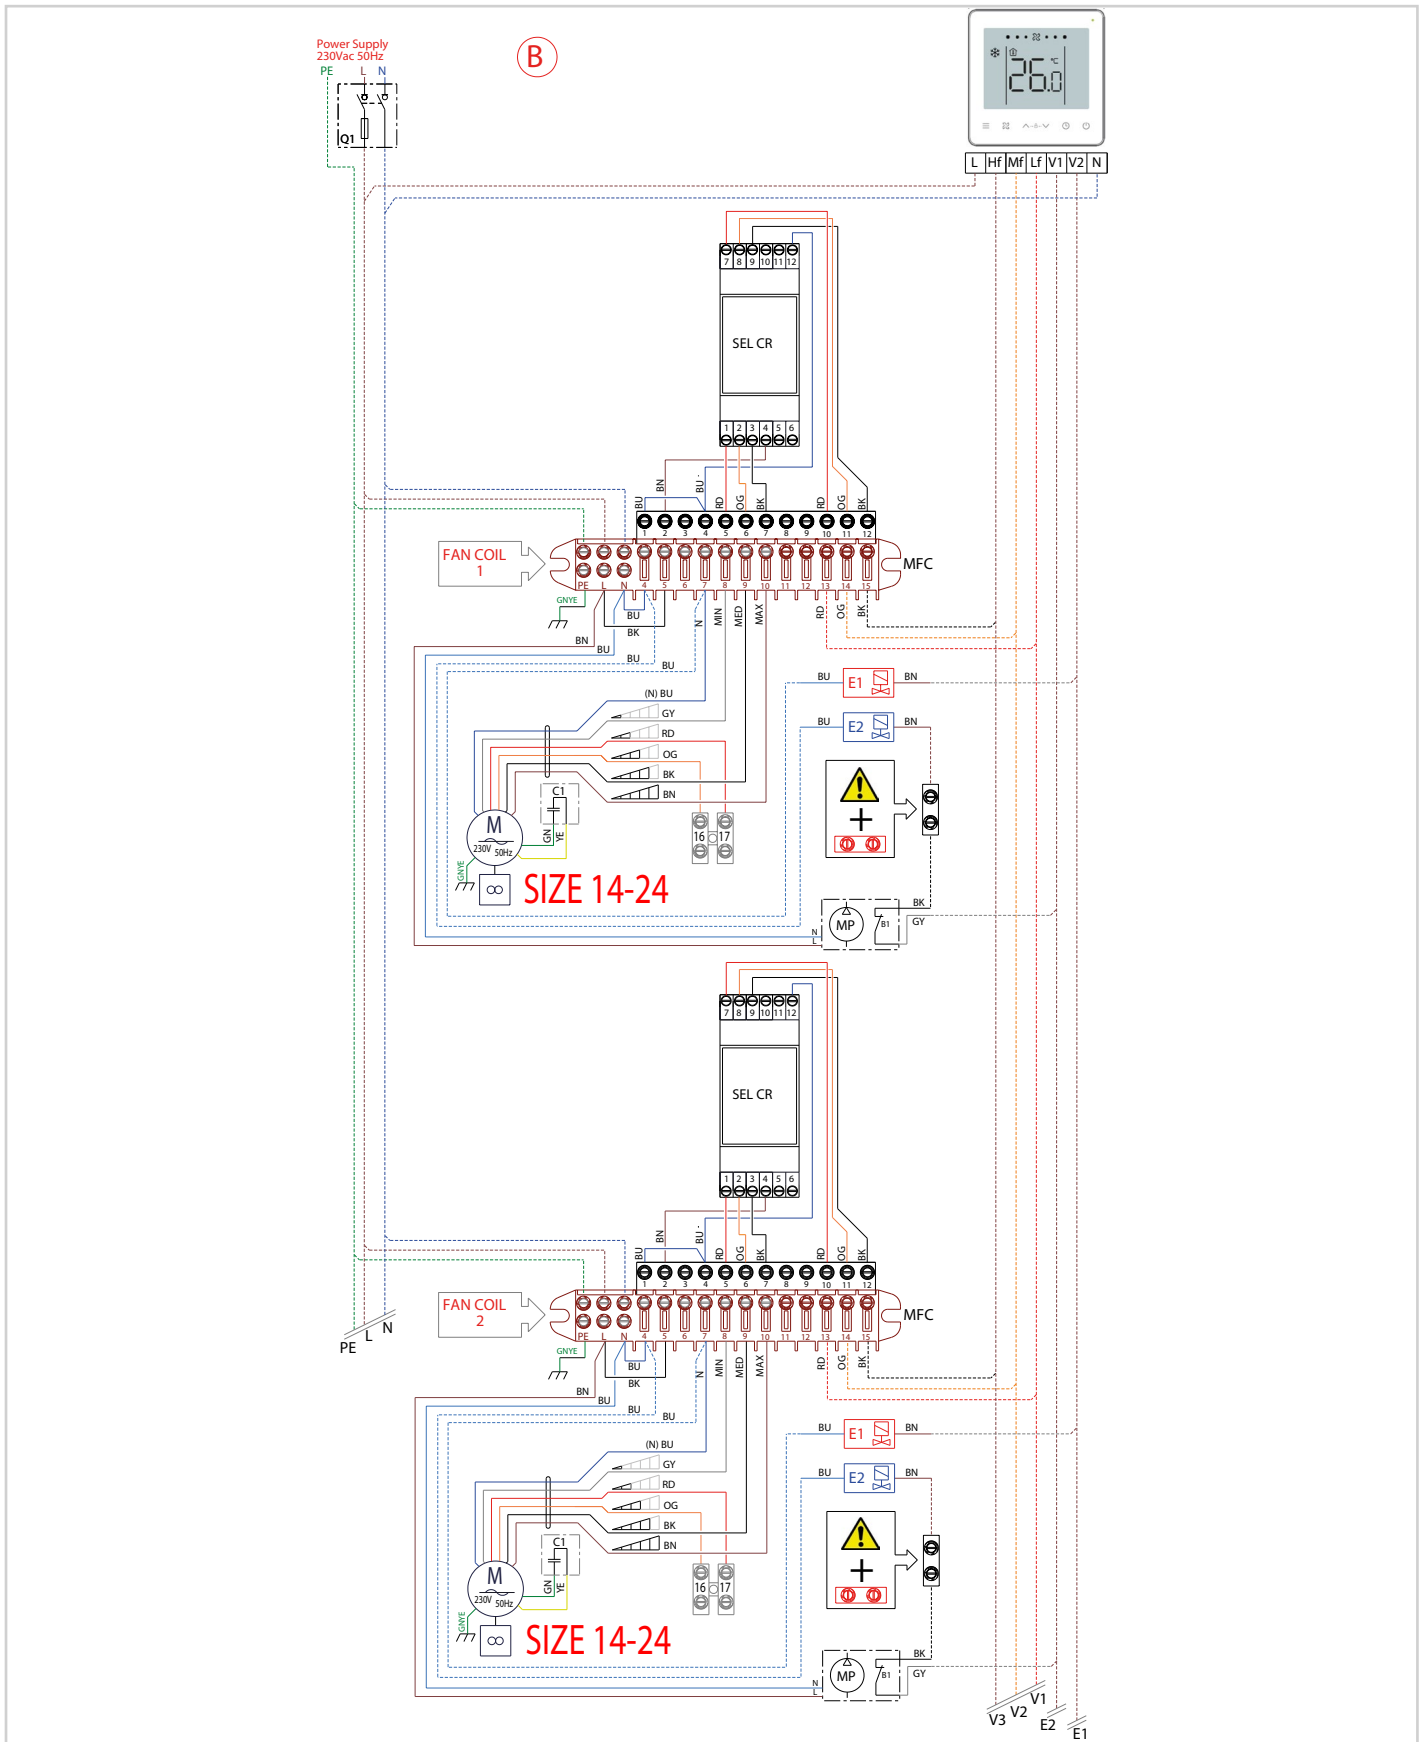 Power Supply
230Vac 50Hz
PE L N
Q1
B
26.0 °C
L Hf Mf Lf V1 V2 N
7 8 9 10 11 12
SEL CR
1 2 3 4 5 6
BU BN BU RD OG BK RD OG BK
1 2 3 4 5 6 7 8 9 10 11 12
FAN COIL
1
MFC
PE L N 4 5 6 7 8 9 10 11 12 13 14 15
GNYE
BU
BK
N MIN MED MAX RD OG BK
BN
BU
BU
BU
(N) BU
GY
RD
OG
BK
BN
BU E1 BN
BU E2 BN
C1
GN YE
M
230V 50Hz
GNYE
16 17
+
SIZE 14-24
N
L
MP
B1
BK
GY
7 8 9 10 11 12
SEL CR
1 2 3 4 5 6
BU BN BU RD OG BK RD OG BK
1 2 3 4 5 6 7 8 9 10 11 12
FAN COIL
2
MFC
PE L N
PE L N 4 5 6 7 8 9 10 11 12 13 14 15
GNYE
BU
BK
N MIN MED MAX RD OG BK
BN
BU
BU
BU
(N) BU
GY
RD
OG
BK
BN
BU E1 BN
BU E2 BN
C1
GN YE
M
230V 50Hz
GNYE
16 17
+
SIZE 14-24
N
L
MP
B1
BK
GY
V3 V2 V1 E2 E1